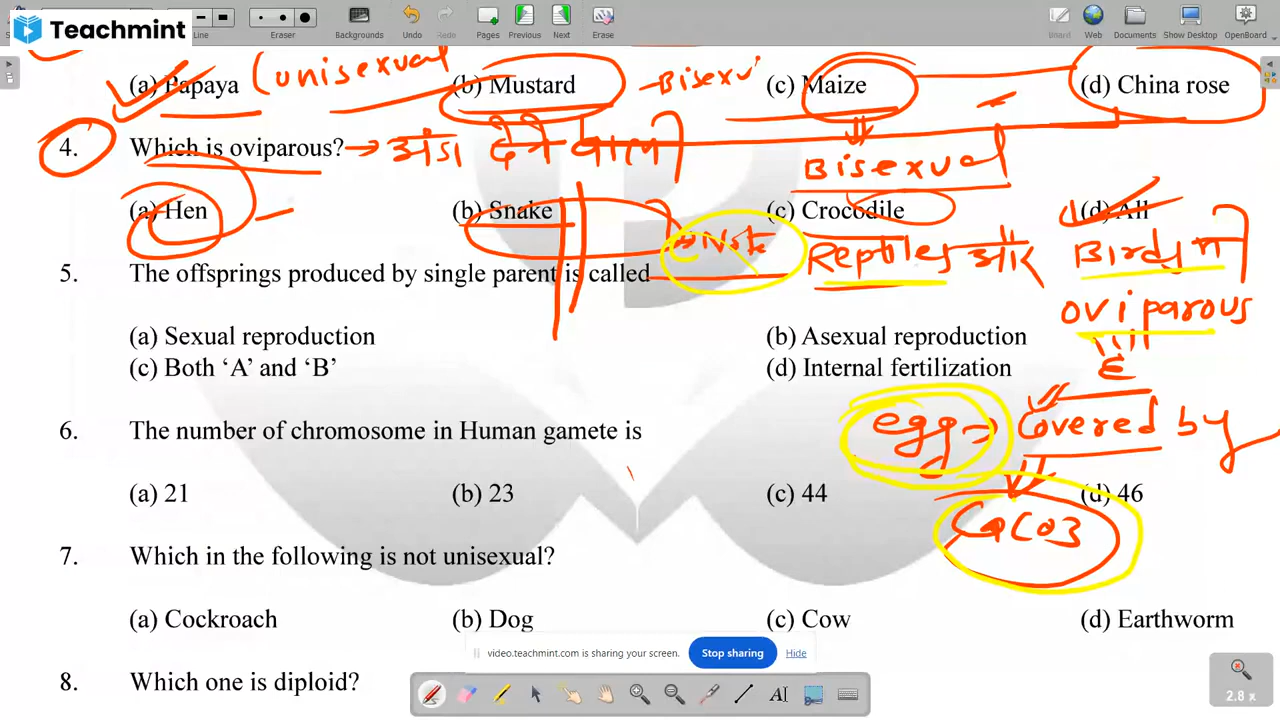 Teachmint
Line
Eraser
Backgrounds
Undo
Redo
Pages
Previous
Next
Erase
Board
Web
Documents
Show Desktop
OpenBoard
(a) Papaya (unisexual (b) Mustard -Bisexu (c) Maize (d) China rose
4. Which is oviparous? → अंडा देने वाला
Bisexual
(a) Hen (b) Snake (c) Crocodile (d) All
Note Reptiles और Birds
5. The offsprings produced by single parent is called
oviparous
(a) Sexual reproduction (b) Asexual reproduction
(c) Both ‘A’ and ‘B’ (d) Internal fertilization
egg → Covered by
6. The number of chromosome in Human gamete is
(a) 21 (b) 23 (c) 44 (d) 46
CaCO3
7. Which in the following is not unisexual?
(a) Cockroach (b) Dog (c) Cow (d) Earthworm
video.teachmint.com is sharing your screen. Stop sharing Hide
8. Which one is diploid?
2.8 x